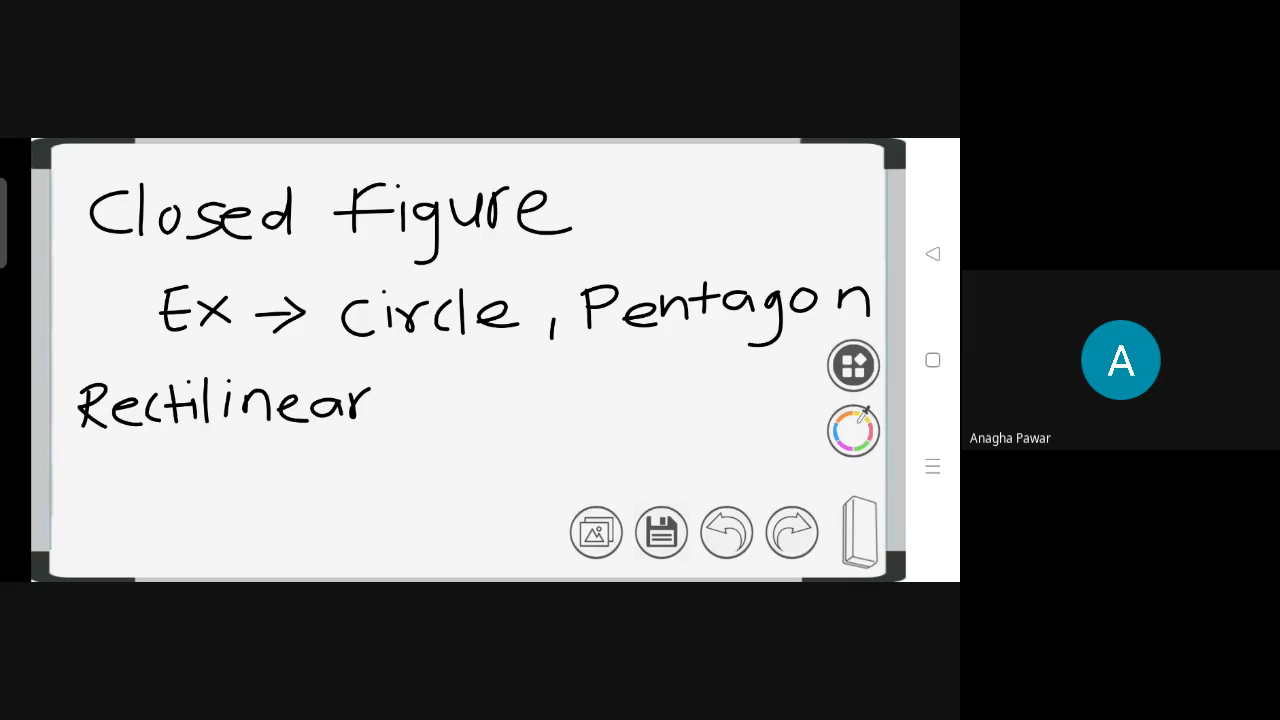 Closed Figure
Ex → Circle, Pentagon
Rectilinear
A
Anagha Pawar